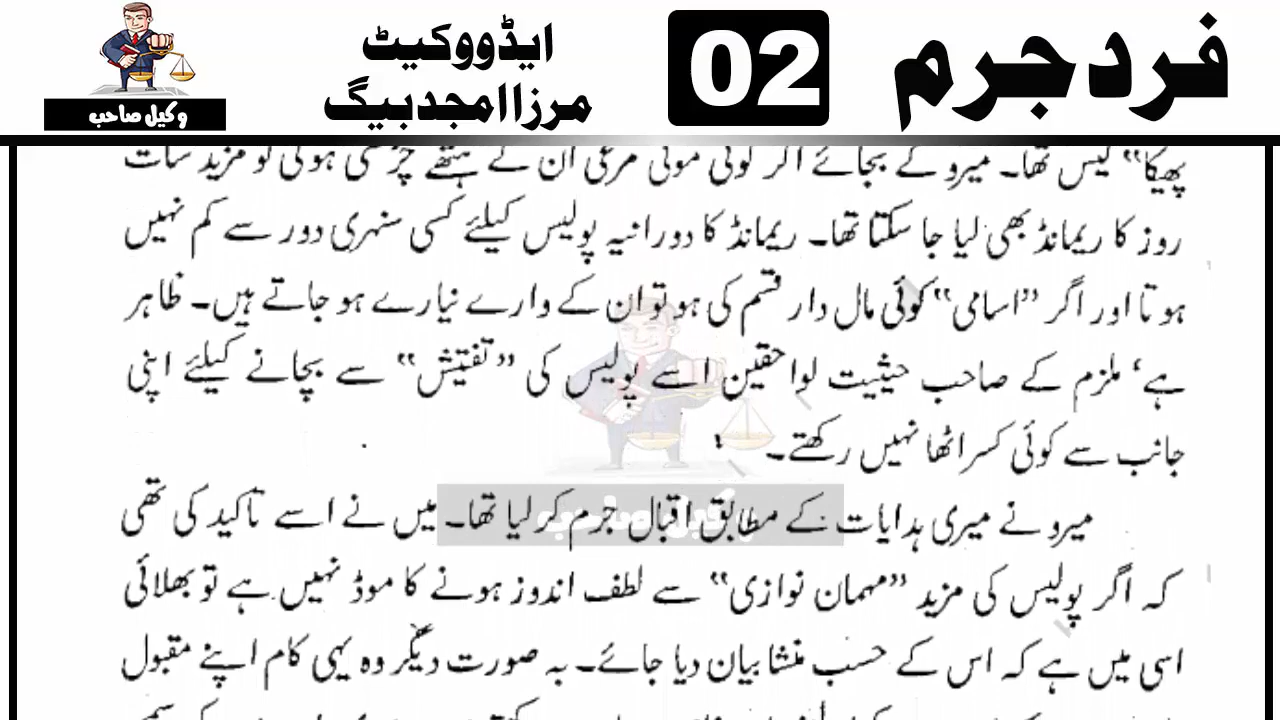 فرد جرم
02
ایڈووکیٹ
مرزا امجد بیگ
وکیل صاحب
پھیکا“ کیس تھا۔ میرو کے بجائے اگر کوئی موٹی مرغی ان کے ہتھے چڑھی ہوتی تو مزید سات
روز کا ریمانڈ بھی لیا جا سکتا تھا۔ ریمانڈ کا دورانیہ پولیس کیلئے کسی سنہری دور سے کم نہیں
ہوتا اور اگر ”اسامی“ کوئی مال دار قسم کی ہو تو ان کے وارے نیارے ہو جاتے ہیں۔ ظاہر
ہے‘ ملزم کے صاحب حیثیت لواحقین اسے پولیس کی ”تفتیش“ سے بچانے کیلئے اپنی
جانب سے کوئی کسر اٹھا نہیں رکھتے۔
میرو نے میری ہدایات کے مطابق اقبال جرم کر لیا تھا۔ میں نے اسے تاکید کی تھی
کہ اگر پولیس کی مزید ”مہمان نوازی“ سے لطف اندوز ہونے کا موڈ نہیں ہے تو بھلائی
اسی میں ہے کہ اس کے حسب منشا بیان دیا جائے۔ بہ صورت دیگر وہ یہی کام اپنے مقبول